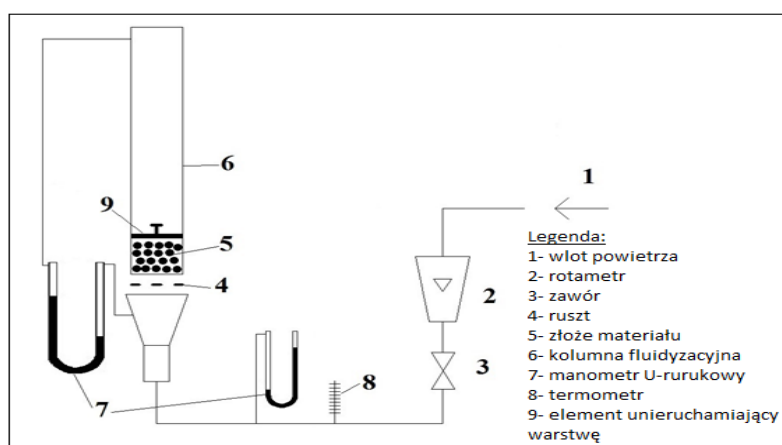 6
1
9
5
4
2
3
7
8
Legenda:
1- wlot powietrza
2- rotametr
3- zawór
4- ruszt
5- złoże materiału
6- kolumna fluidyzacyjna
7- manometr U-rurukowy
8- termometr
9- element unieruchamiający
warstwę